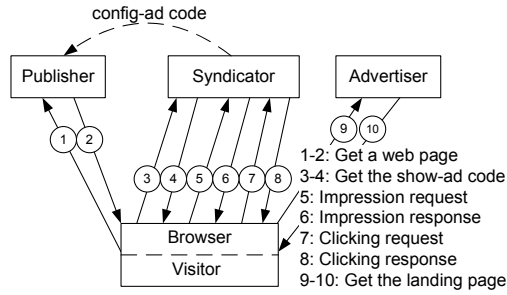 config-ad code
Publisher
Syndicator
Advertiser
1
2
3
4
5
6
7
8
9
10
1-2: Get a web page
3-4: Get the show-ad code
5: Impression request
6: Impression response
7: Clicking request
8: Clicking response
9-10: Get the landing page
Browser
Visitor